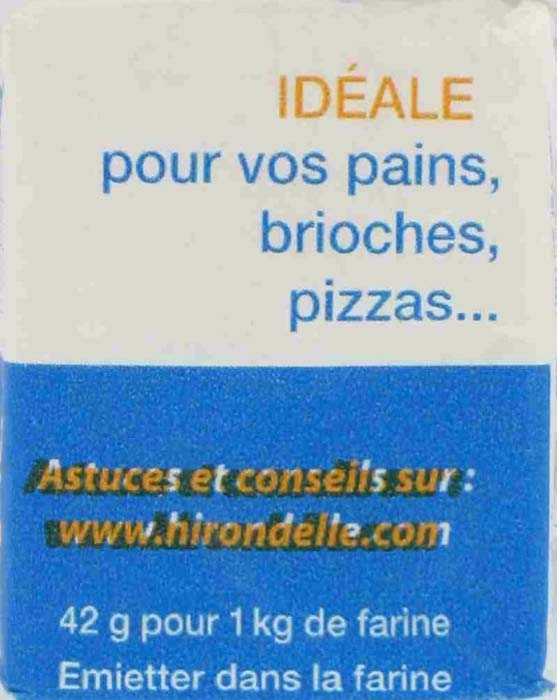 IDÉALE
pour vos pains,
brioches,
pizzas...
Astuces et conseils sur :
www.hirondelle.com
42 g pour 1 kg de farine
Emietter dans la farine